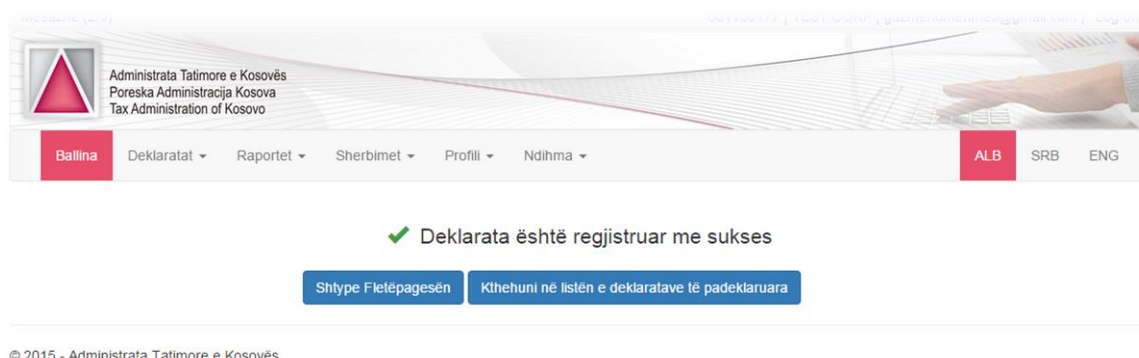 Administrata Tatimore e Kosovës
Poreska Administracija Kosova
Tax Administration of Kosovo
Ballina Deklaratat Raportet Sherbimet Profili Ndihma ALB SRB ENG
Deklarata është regjistruar me sukses
Shtype Fletëpagesën Kthehuni në listën e deklaratave të padeklaruara
© 2015 - Administrata Tatimore e Kosovës